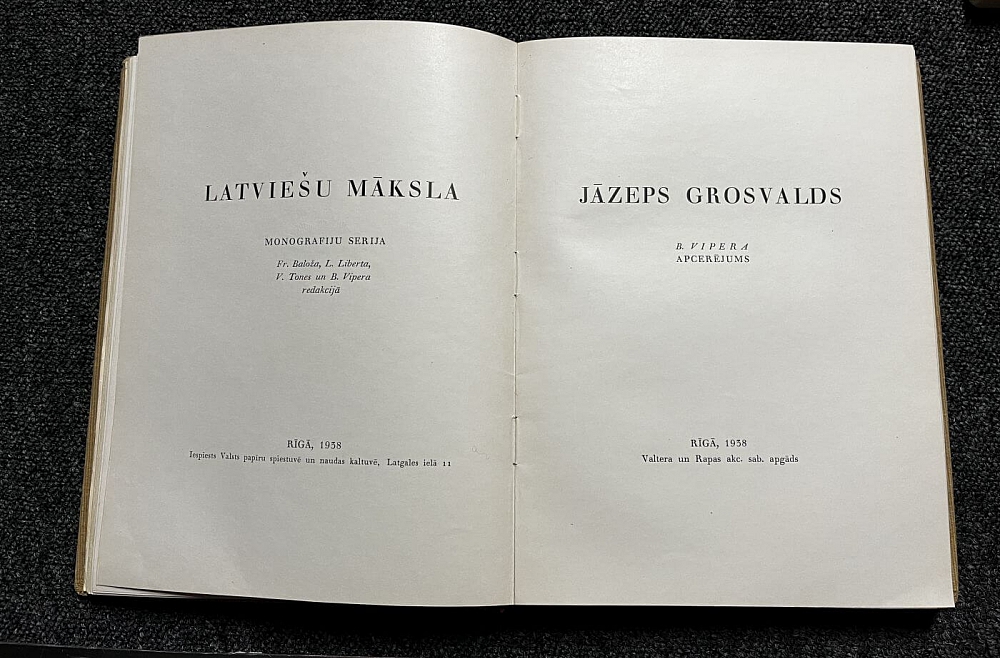 LATVIEŠU MĀKSLA
MONOGRAFIJU SERIJA
Fr. Baloža, L. Liberta,
V. Tones un B. Vipera
redakcijā
RĪGĀ, 1938
Iespiests Valsts papīru spiestuvē un naudas kaltuvē, Latgales ielā 11
JĀZEPS GROSVALDS
B. VIPERA
APCERĒJUMS
RĪGĀ, 1938
Valtera un Rapas akc. sab. apgāds